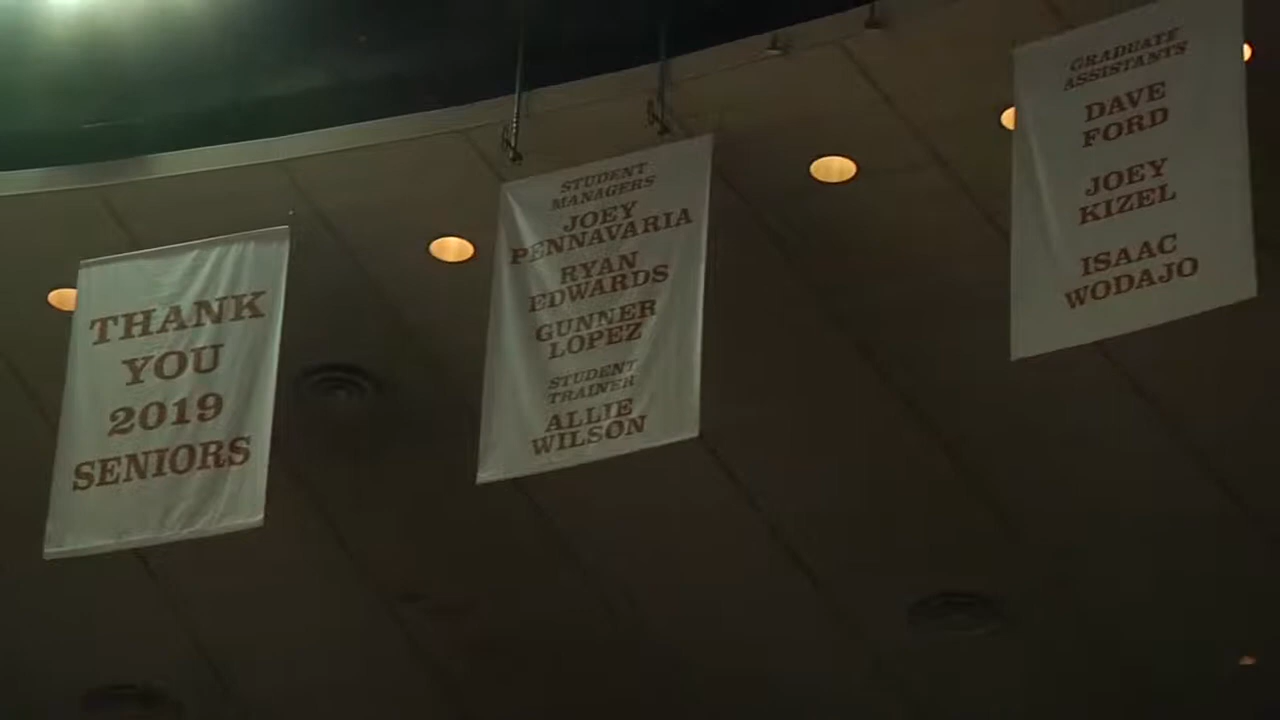 THANK
YOU
2019
SENIORS
STUDENT
MANAGERS
JOEY
PENNAVARIA
RYAN
EDWARDS
GUNNER
LOPEZ
STUDENT
TRAINER
ALLIE
WILSON
GRADUATE
ASSISTANTS
DAVE
FORD
JOEY
KIZEL
ISAAC
WODAJO